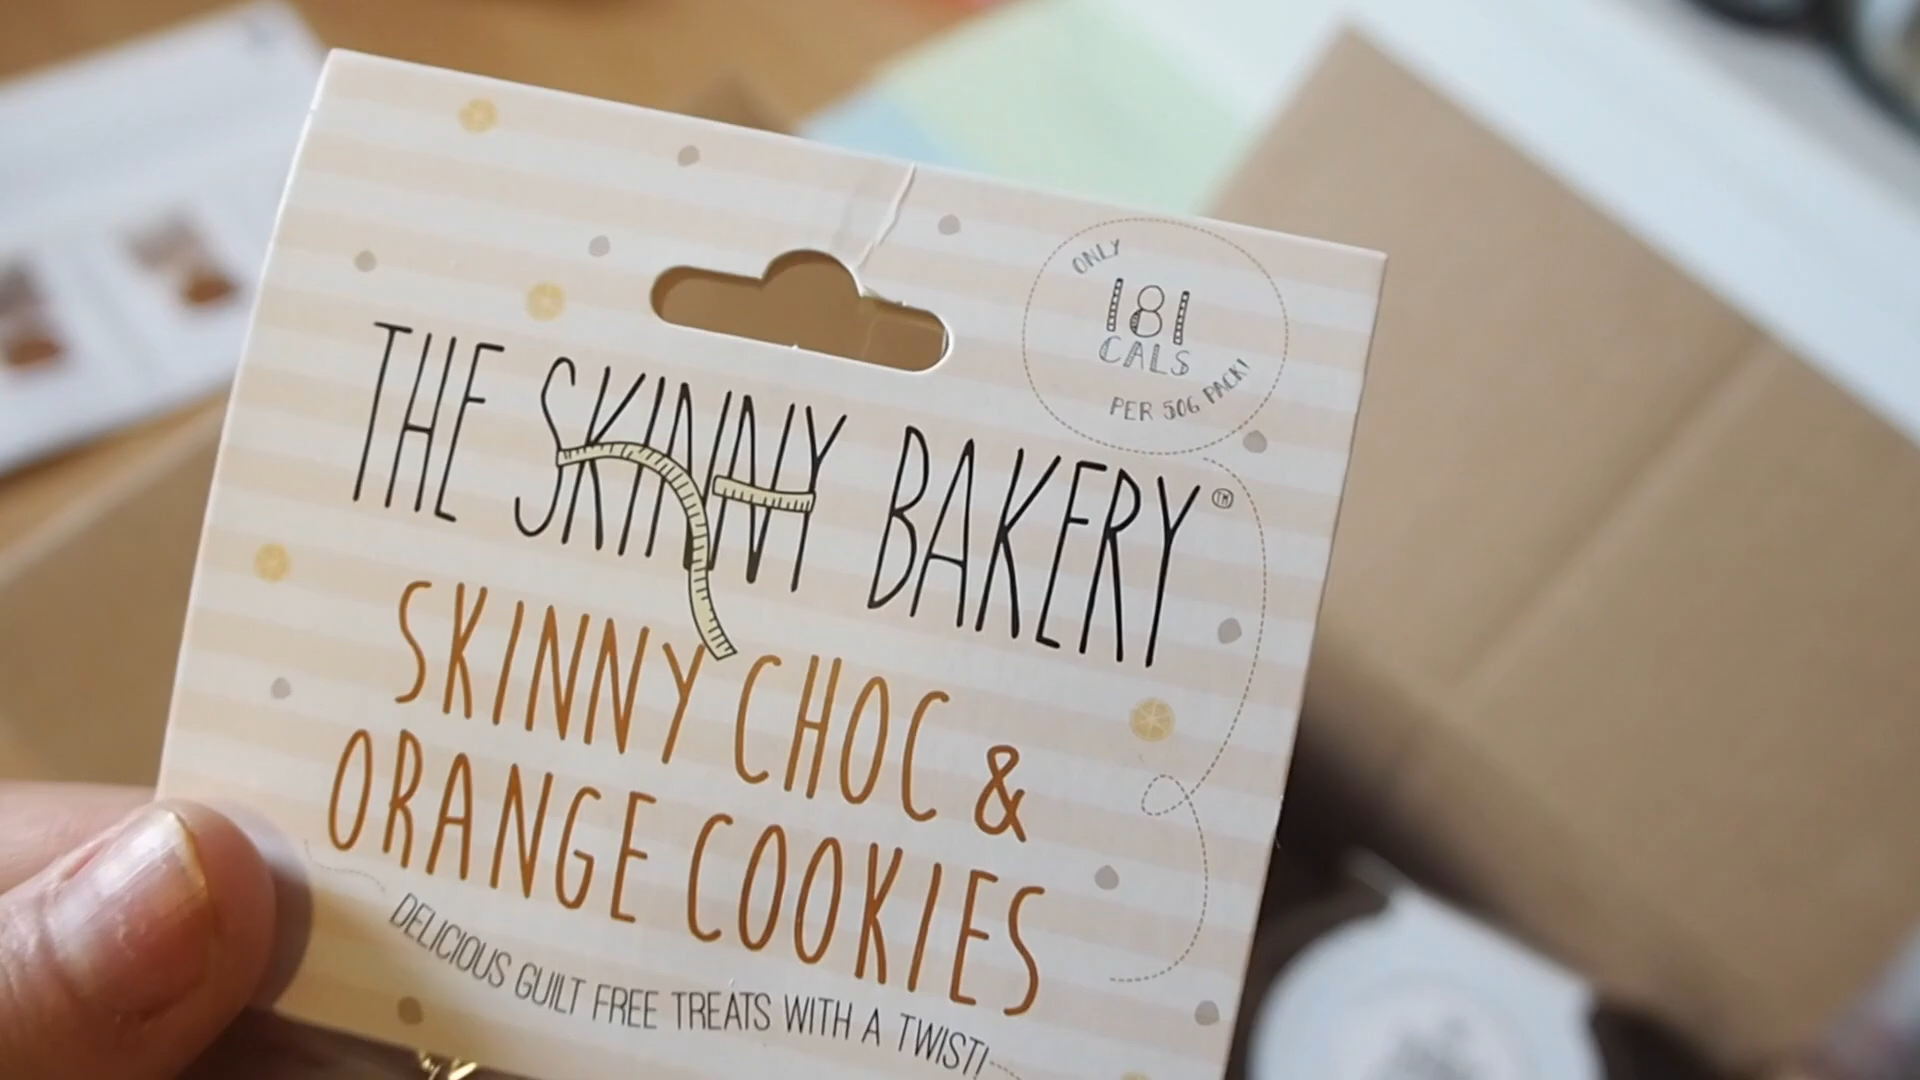 ONLY
181
CALS
PER 50G PACK!
THE SKINNY BAKERY™
SKINNY CHOC &
ORANGE COOKIES
DELICIOUS GUILT FREE TREATS WITH A TWIST!